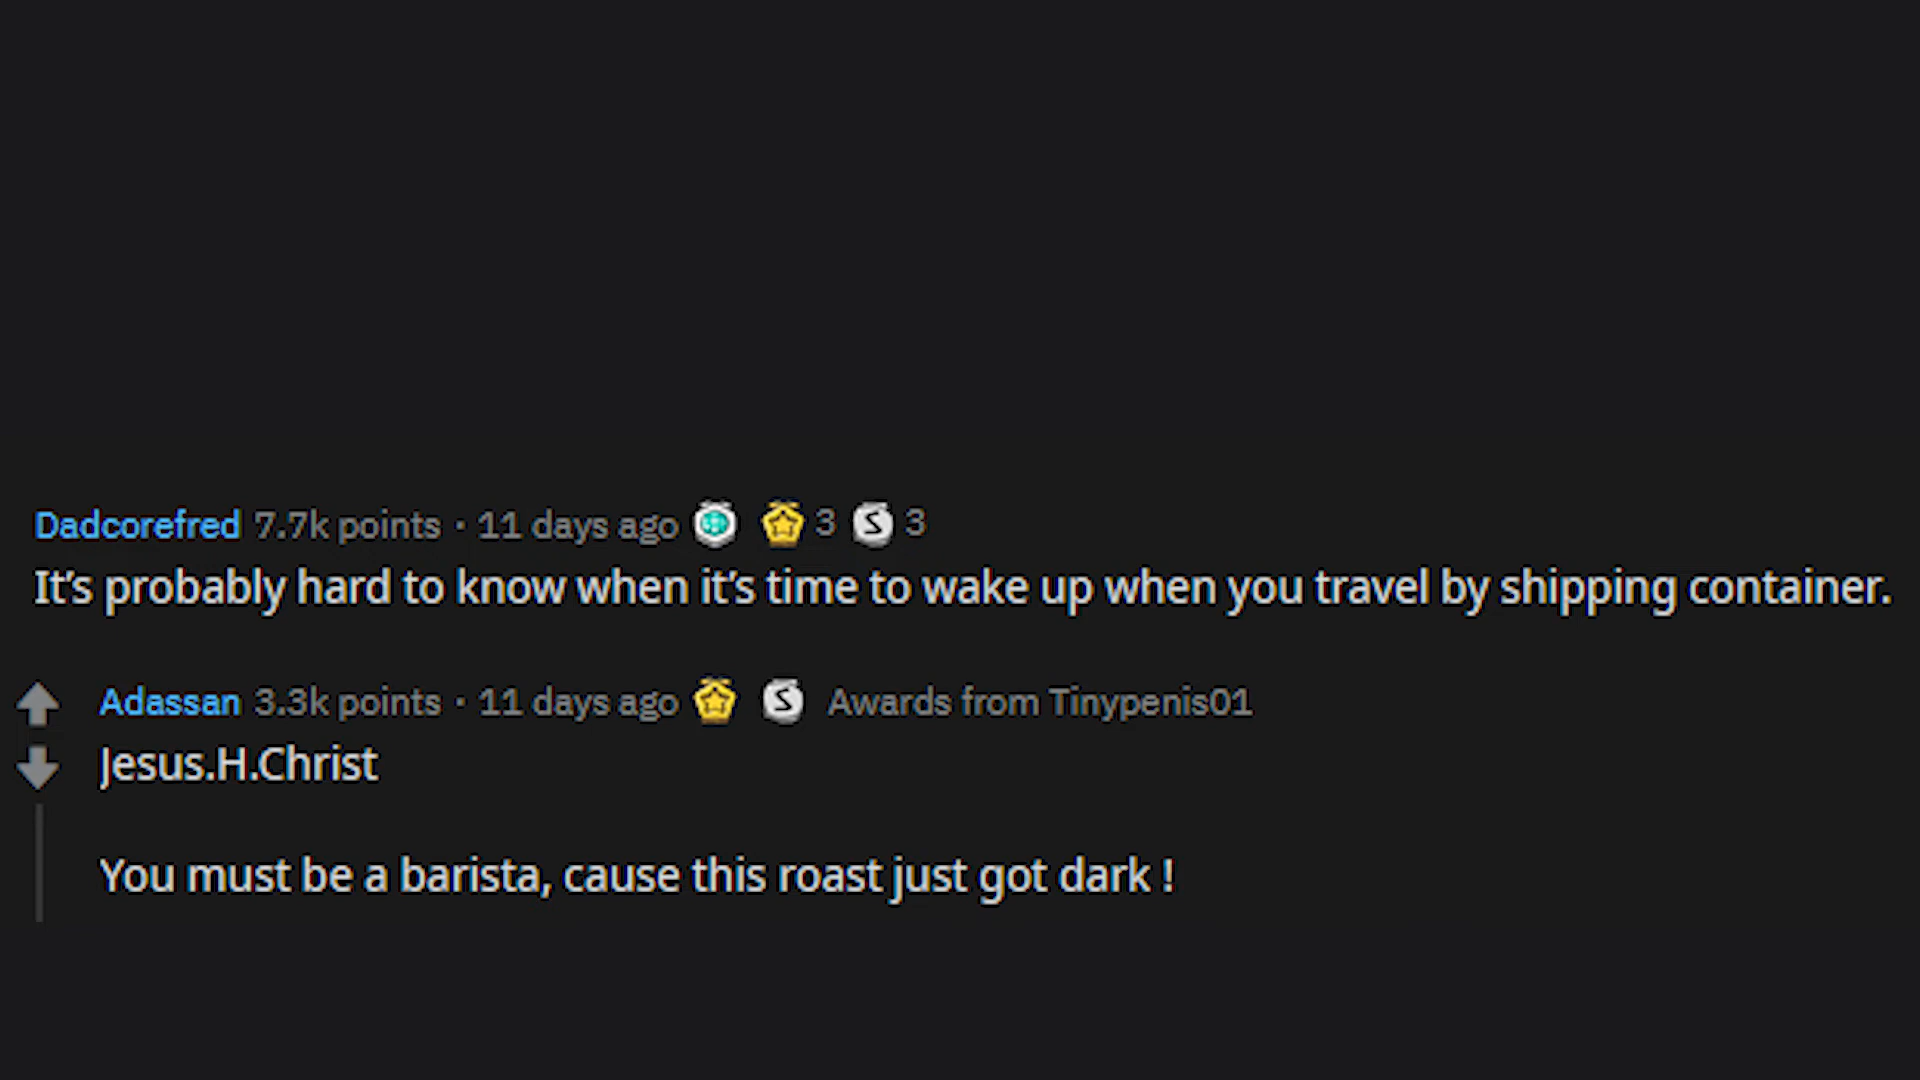 Dadcorefred 7.7k points · 11 days ago 3 3
It’s probably hard to know when it’s time to wake up when you travel by shipping container.
Adassan 3.3k points · 11 days ago S Awards from Tinypenis01
Jesus.H.Christ
You must be a barista, cause this roast just got dark !